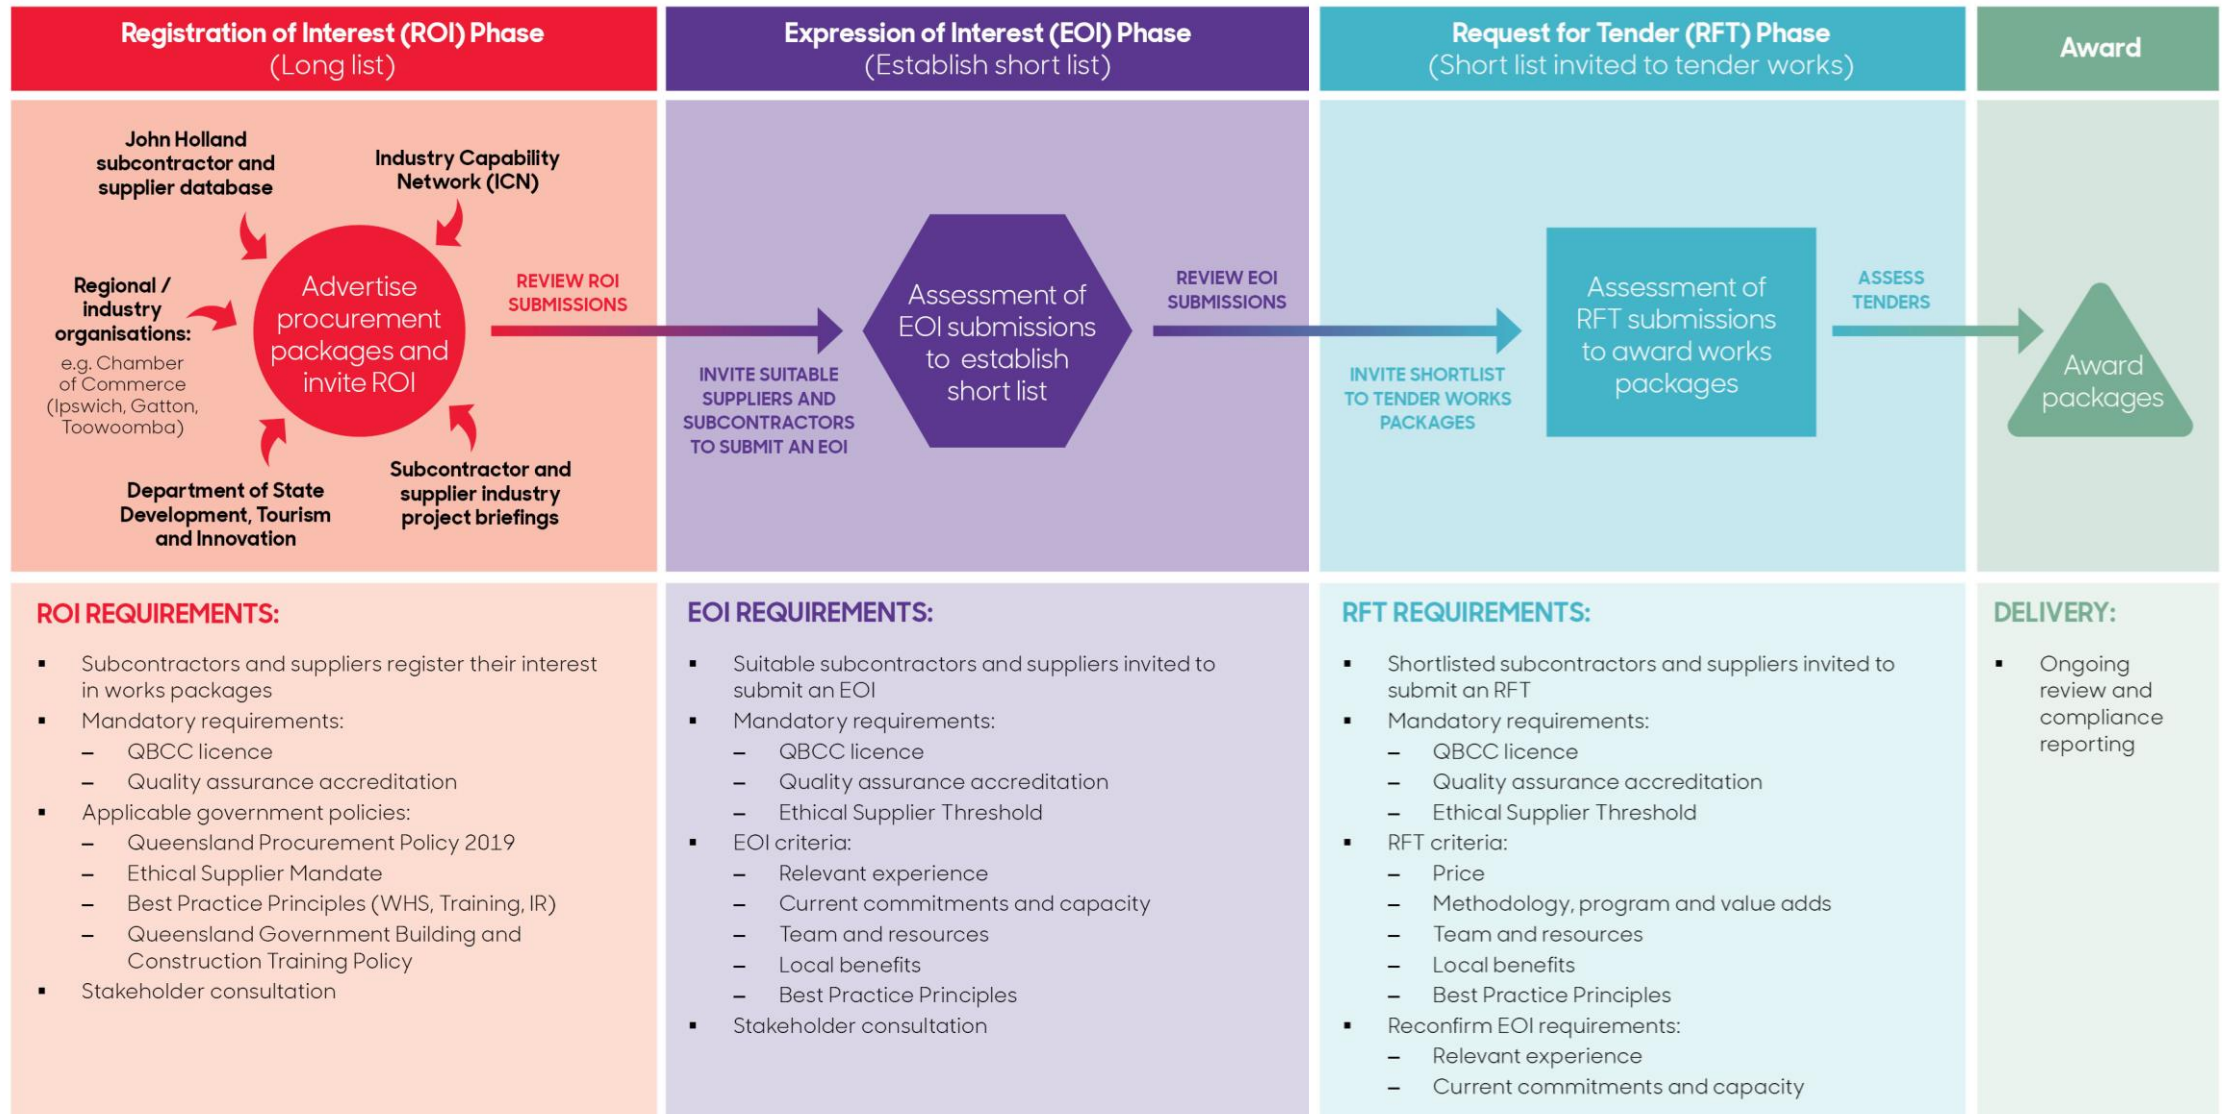 Registration of Interest (ROI) Phase
(Long list)
Expression of Interest (EOI) Phase
(Establish short list)
Request for Tender (RFT) Phase
(Short list invited to tender works)
Award
John Holland
subcontractor and
supplier database
Industry Capability
Network (ICN)
Regional /
industry
organisations:
e.g. Chamber
of Commerce
(Ipswich, Gatton,
Toowoomba)
Advertise
procurement
packages and
invite ROI
Department of State
Development, Tourism
and Innovation
Subcontractor and
supplier industry
project briefings
REVIEW ROI
SUBMISSIONS
INVITE SUITABLE
SUPPLIERS AND
SUBCONTRACTORS
TO SUBMIT AN EOI
Assessment of
EOI submissions
to establish
short list
REVIEW EOI
SUBMISSIONS
INVITE SHORTLIST
TO TENDER WORKS
PACKAGES
Assessment of
RFT submissions
to award works
packages
ASSESS
TENDERS
Award
packages
ROI REQUIREMENTS:
▪ Subcontractors and suppliers register their interest
in works packages
▪ Mandatory requirements:
– QBCC licence
– Quality assurance accreditation
▪ Applicable government policies:
– Queensland Procurement Policy 2019
– Ethical Supplier Mandate
– Best Practice Principles (WHS, Training, IR)
– Queensland Government Building and
Construction Training Policy
▪ Stakeholder consultation
EOI REQUIREMENTS:
▪ Suitable subcontractors and suppliers invited to
submit an EOI
▪ Mandatory requirements:
– QBCC licence
– Quality assurance accreditation
– Ethical Supplier Threshold
▪ EOI criteria:
– Relevant experience
– Current commitments and capacity
– Team and resources
– Local benefits
– Best Practice Principles
▪ Stakeholder consultation
RFT REQUIREMENTS:
▪ Shortlisted subcontractors and suppliers invited to
submit an RFT
▪ Mandatory requirements:
– QBCC licence
– Quality assurance accreditation
– Ethical Supplier Threshold
▪ RFT criteria:
– Price
– Methodology, program and value adds
– Team and resources
– Local benefits
– Best Practice Principles
▪ Reconfirm EOI requirements:
– Relevant experience
– Current commitments and capacity
DELIVERY:
▪ Ongoing
review and
compliance
reporting